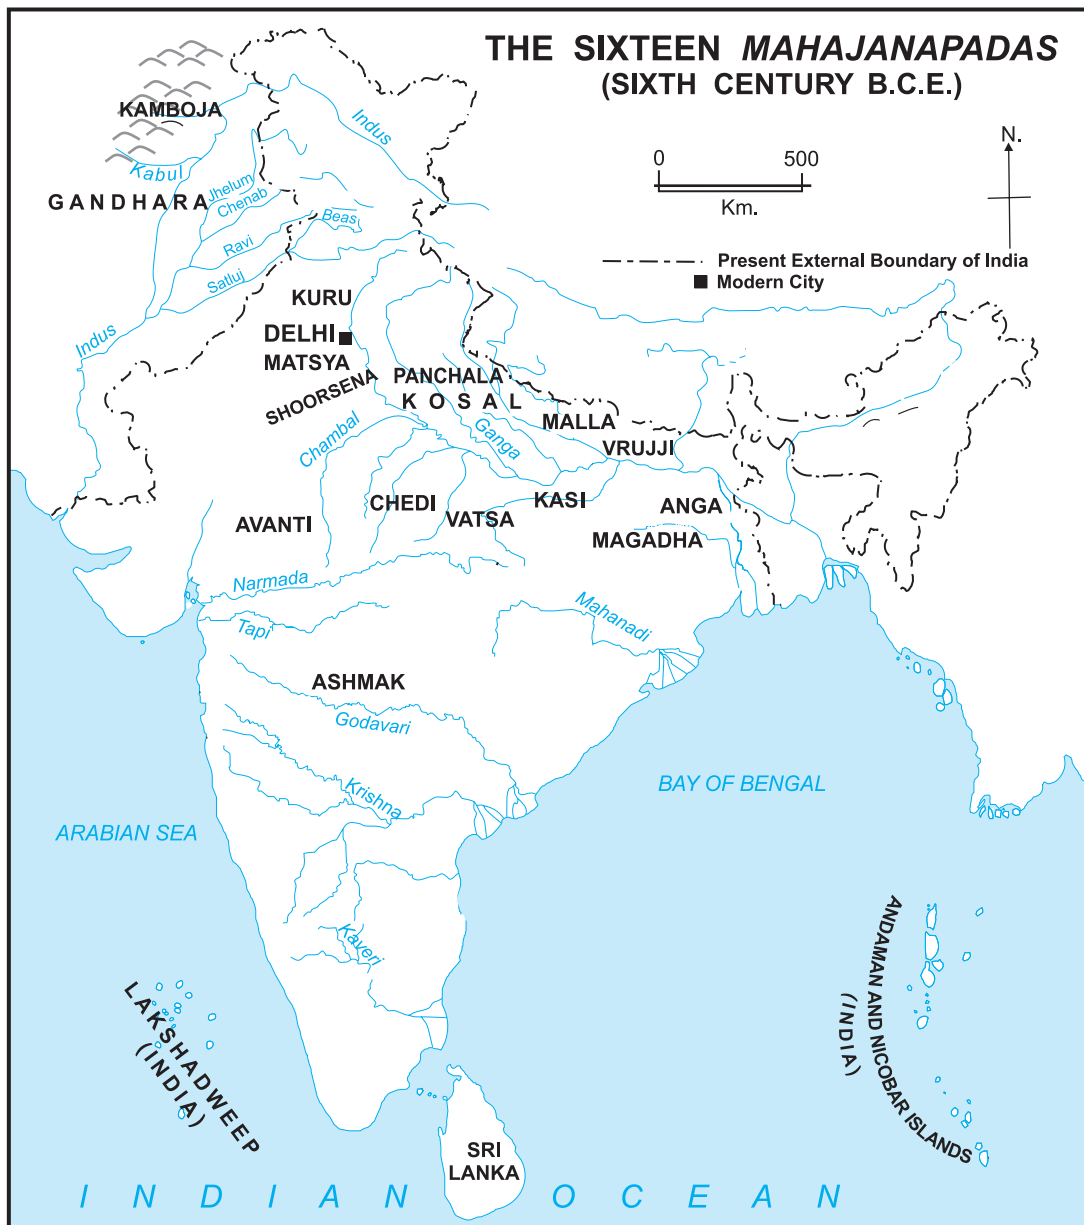 THE SIXTEEN MAHAJANAPADAS
(SIXTH CENTURY B.C.E.)
N.
0 500
Km.
Present External Boundary of India
Modern City
KAMBOJA
Indus
Kabul
GANDHARA
Jhelum
Chenab
Ravi
Beas
Satluj
Indus
KURU
DELHI
MATSYA
SHOORSENA
PANCHALA
KOSAL
MALLA
VRUJJI
Chambal
Ganga
CHEDI
VATSA
KASI
ANGA
AVANTI
MAGADHA
Narmada
Tapi
Mahanadi
ASHMAK
Godavari
Krishna
BAY OF BENGAL
ARABIAN SEA
Kaveri
LAKSHADWEEP
(INDIA)
ANDAMAN AND NICOBAR ISLANDS
(INDIA)
SRI
LANKA
INDIAN OCEAN